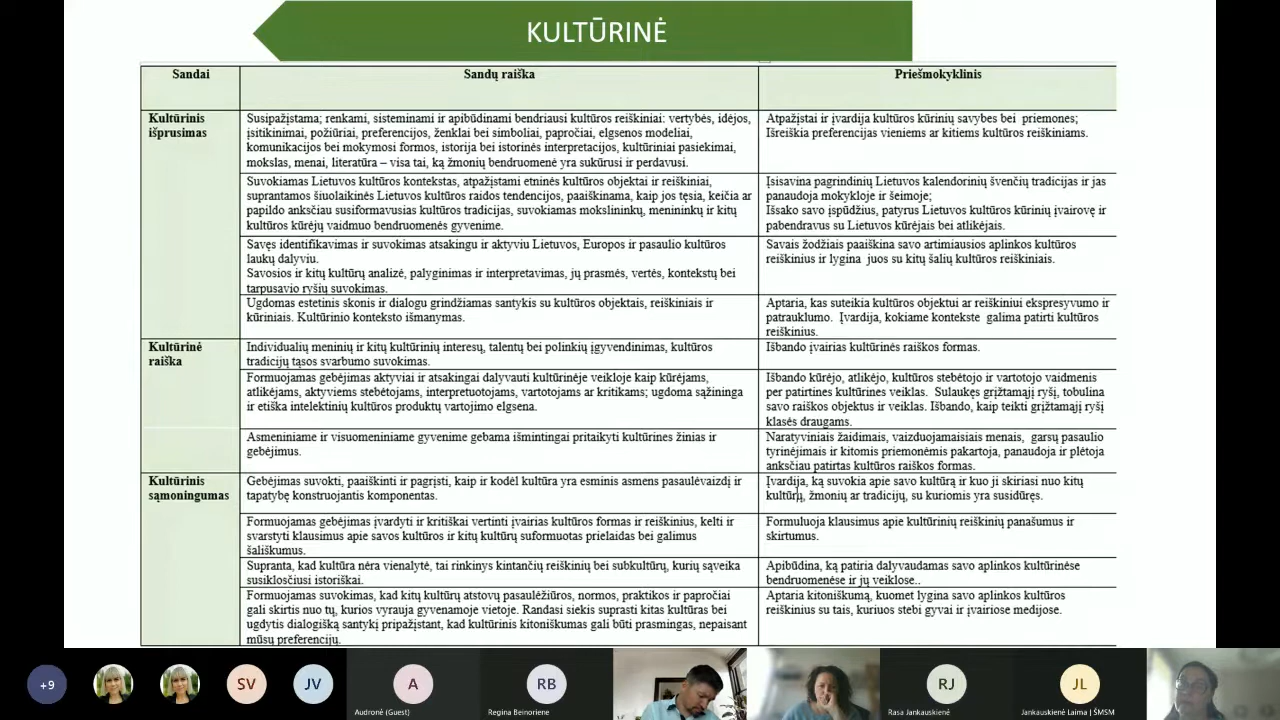 KULTŪRINĖ
Sandai
Sandų raiška
Priešmokyklinis
Kultūrinis
išprusimas
Susipažįstama; renkami, sisteminami ir apibūdinami bendriausi kultūros reiškiniai: vertybės, idėjos,
įsitikinimai, požiūriai, preferencijos, ženklai bei simboliai, papročiai, elgsenos modeliai,
komunikacijos bei mokymosi formos, istorija bei istorinės interpretacijos, kultūriniai pasiekimai,
mokslas, menai, literatūra – visa tai, ką žmonių bendruomenė yra sukūrusi ir perdavusi.
Atpažįstai ir įvardija kultūros kūrinių savybes bei  priemones;
Išreiškia preferencijas vieniems ar kitiems kultūros reiškiniams.
Suvokiamas Lietuvos kultūros kontekstas, atpažįstami etninės kultūros objektai ir reiškiniai,
suprantamos šiuolaikinės Lietuvos kultūros raidos tendencijos, paaiškinama, kaip jos tęsia, keičia ar
papildo anksčiau susiformavusias kultūros tradicijas, suvokiamas mokslininkų, menininkų ir kitų
kultūros kūrėjų vaidmuo bendruomenės gyvenime.
Įsisavina pagrindinių Lietuvos kalendorinių švenčių tradicijas ir jas
panaudoja mokykloje ir šeimoje;
Išsako savo įspūdžius, patyrus Lietuvos kultūros kūrinių įvairovę ir
pabendravus su Lietuvos kūrėjais bei atlikėjais.
Savęs identifikavimas ir suvokimas atsakingu ir aktyviu Lietuvos, Europos ir pasaulio kultūros
laukų dalyviu.
Savosios ir kitų kultūrų analizė, palyginimas ir interpretavimas, jų prasmės, vertės, kontekstų bei
tarpusavio ryšių suvokimas.
Savais žodžiais paaiškina savo artimiausios aplinkos kultūros
reiškinius ir lygina  juos su kitų šalių kultūros reiškiniais.
Ugdomas estetinis skonis ir dialogu grindžiamas santykis su kultūros objektais, reiškiniais ir
kūriniais. Kultūrinio konteksto išmanymas.
Aptaria, kas suteikia kultūros objektui ar reiškiniui ekspresyvumo ir
patrauklumo.  Įvardija, kokiame kontekste  galima patirti kultūros
reiškinius.
Kultūrinė
raiška
Individualių meninių ir kitų kultūrinių interesų, talentų bei polinkių įgyvendinimas, kultūros
tradicijų tąsos svarbumo suvokimas.
Išbando įvairias kultūrinės raiškos formas.
Formuojamas gebėjimas aktyviai ir atsakingai dalyvauti kultūrinėje veikloje kaip kūrėjams,
atlikėjams, aktyviems stebėtojams, interpretuotojams, vartotojams ar kritikams; ugdoma sąžininga
ir etiška intelektinių kultūros produktų vartojimo elgsena.
Išbando kūrėjo, atlikėjo, kultūros stebėtojo ir vartotojo vaidmenis
per patirtines kultūrines veiklas.  Sulaukęs grįžtamąjį ryšį, tobulina
savo raiškos objektus ir veiklas. Išbando, kaip teikti grįžtamąjį ryšį
klasės draugams.
Asmeniniame ir visuomeniniame gyvenime gebama išmintingai pritaikyti kultūrines žinias ir
gebėjimus.
Naratyviniais žaidimais, vaizduojamaisiais menais,  garsų pasaulio
tyrinėjimais ir kitomis priemonėmis pakartoja, panaudoja ir plėtoja
anksčiau patirtas kultūros raiškos formas.
Kultūrinis
sąmoningumas
Gebėjimas suvokti, paaiškinti ir pagrįsti, kaip ir kodėl kultūra yra esminis asmens pasaulėvaizdį ir
tapatybę konstruojantis komponentas.
Įvardija, ką suvokia apie savo kultūrą ir kuo ji skiriasi nuo kitų
kultūrų, žmonių ar tradicijų, su kuriomis yra susidūręs.
Formuojamas gebėjimas įvardyti ir kritiškai vertinti įvairias kultūros formas ir reiškinius, kelti ir
svarstyti klausimus apie savos kultūros ir kitų kultūrų suformuotas prielaidas bei galimus
šališkumus.
Formuluoja klausimus apie kultūrinių reiškinių panašumus ir
skirtumus.
Supranta, kad kultūra nėra vienalytė, tai rinkinys kintančių reiškinių bei subkultūrų, kurių sąveika
susiklosčiusi istoriškai.
Apibūdina, ką patiria dalyvaudamas savo aplinkos kultūrinėse
bendruomenėse ir jų veiklose..
Formuojamas suvokimas, kad kitų kultūrų atstovų pasaulėžiūros, normos, praktikos ir papročiai
gali skirtis nuo tų, kurios vyrauja gyvenamoje vietoje. Randasi siekis suprasti kitas kultūras bei
ugdytis dialogišką santykį pripažįstant, kad kultūrinis kitoniškumas gali būti prasmingas, nepaisant
mūsų preferencijų.
Aptaria kitoniškumą, kuomet lygina savo aplinkos kultūros
reiškinius su tais, kuriuos stebi gyvai ir įvairiose medijose.
+9
SV
JV
A
RB
RJ
JL
Audronė (Guest)
Regina Beinoriene
Rasa Jankauskienė
Jankauskienė Laima | ŠMSM